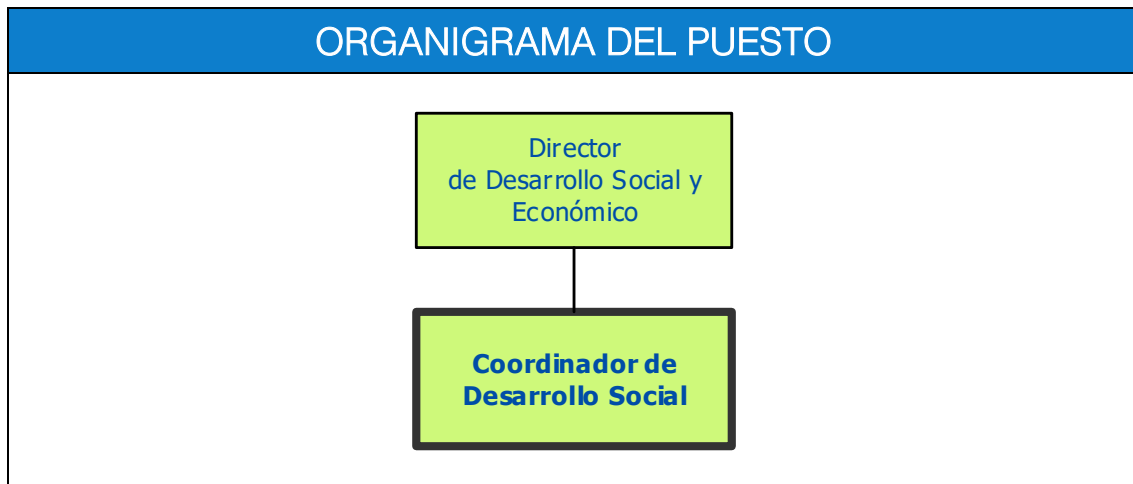 ORGANIGRAMA DEL PUESTO
Director
de Desarrollo Social y
Económico
Coordinador de
Desarrollo Social